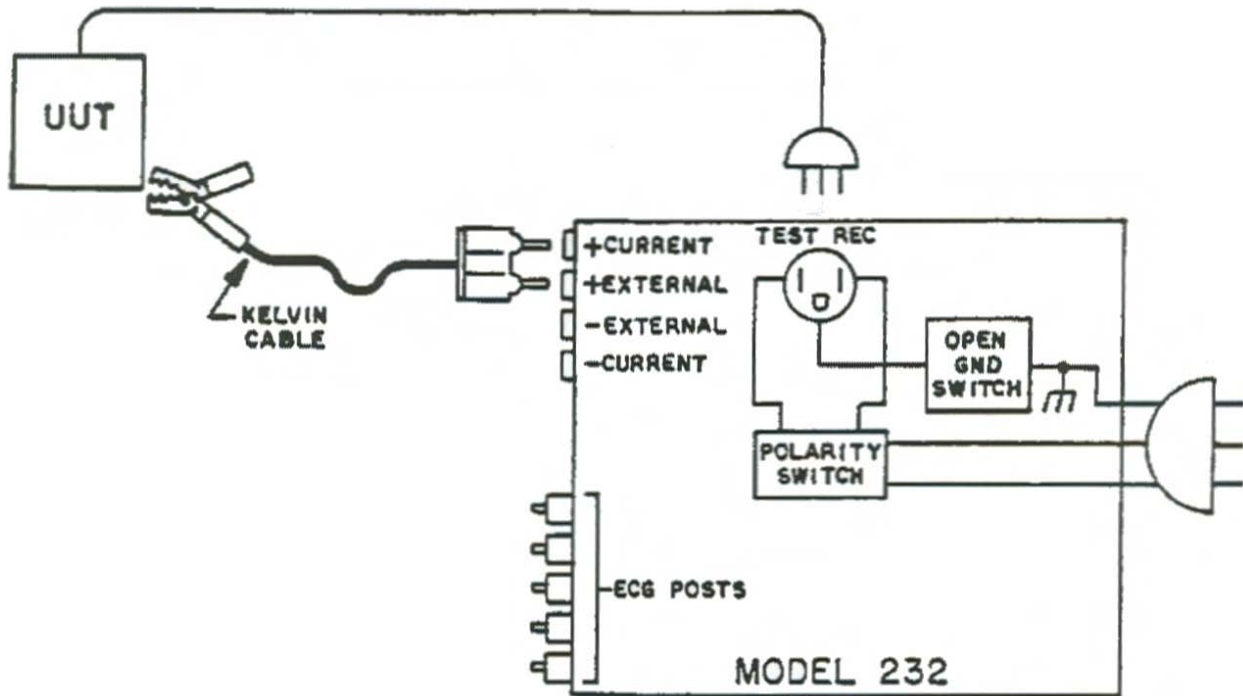 UUT
KELVIN
CABLE
+CURRENT
+EXTERNAL
-EXTERNAL
-CURRENT
TEST REC
OPEN
GND
SWITCH
POLARITY
SWITCH
ECG POSTS
MODEL 232